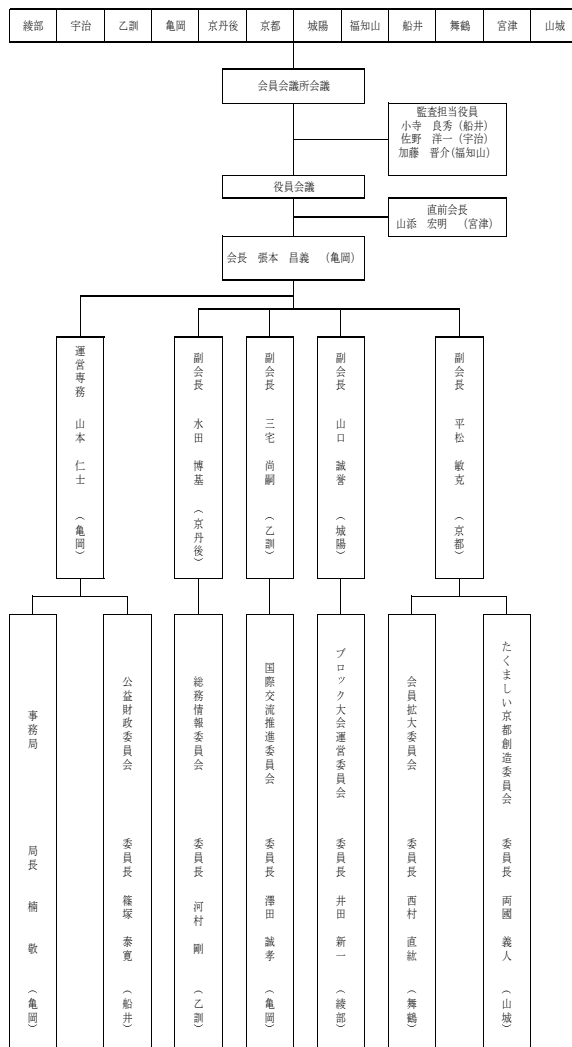 綾部 宇治 乙訓 亀岡 京丹後 京都 城陽 福知山 船井 舞鶴 宮津 山城
会員会議所会議
監査担当役員
小寺　良秀（船井）
佐野　洋一（宇治）
加藤　晋介(福知山)
役員会議
直前会長
山添　宏明　（宮津）
会長　張本　昌義　（亀岡）
運営専務　山本　仁士　（亀岡）
副会長　水田　博基　（京丹後）
副会長　三宅　尚嗣　（乙訓）
副会長　山口　誠誉　（城陽）
副会長　平松　敏克　（京都）
事務局　局長　楠　敬　（亀岡）
公益財政委員会　委員長　篠塚　泰寛　（船井）
総務情報委員会　委員長　河村　剛　（乙訓）
国際交流推進委員会　委員長　澤田　誠孝　（亀岡）
ブロック大会運営委員会　委員長　井田　新一　（綾部）
会員拡大委員会　委員長　西村　直紘　（舞鶴）
たくましい京都創造委員会　委員長　両國　義人　（山城）